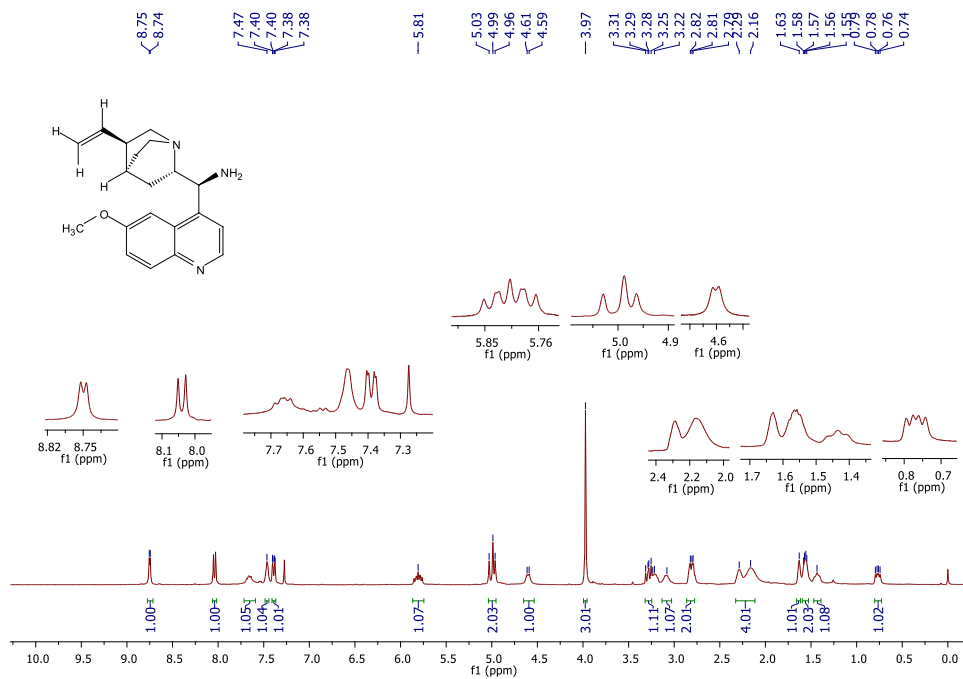 8.75 8.74 7.47 7.40 7.40 7.38 7.38 5.81 5.03 4.99 4.96 4.61 4.59 3.97 3.31 3.29 3.28 3.25 3.22 2.82 2.81 2.79 2.29 2.16 1.63 1.58 1.57 1.56 1.55 0.79 0.78 0.76 0.74
H
H
N
H
NH2
H
O
H3C
N
5.85 5.76
f1 (ppm)
5.0 4.9
f1 (ppm)
4.6
f1 (ppm)
8.82 8.75
f1 (ppm)
8.1 8.0
f1 (ppm)
7.7 7.6 7.5 7.4 7.3
f1 (ppm)
2.4 2.2 2.0
f1 (ppm)
1.7 1.6 1.5 1.4
f1 (ppm)
0.8 0.7
f1 (ppm)
1.00 1.00 1.05 1.04 1.01 1.07 2.03 1.00 3.01 1.11 1.07 2.01 4.01 1.01 2.03 1.08 1.02
10.0 9.5 9.0 8.5 8.0 7.5 7.0 6.5 6.0 5.5 5.0 4.5 4.0 3.5 3.0 2.5 2.0 1.5 1.0 0.5 0.0
f1 (ppm)